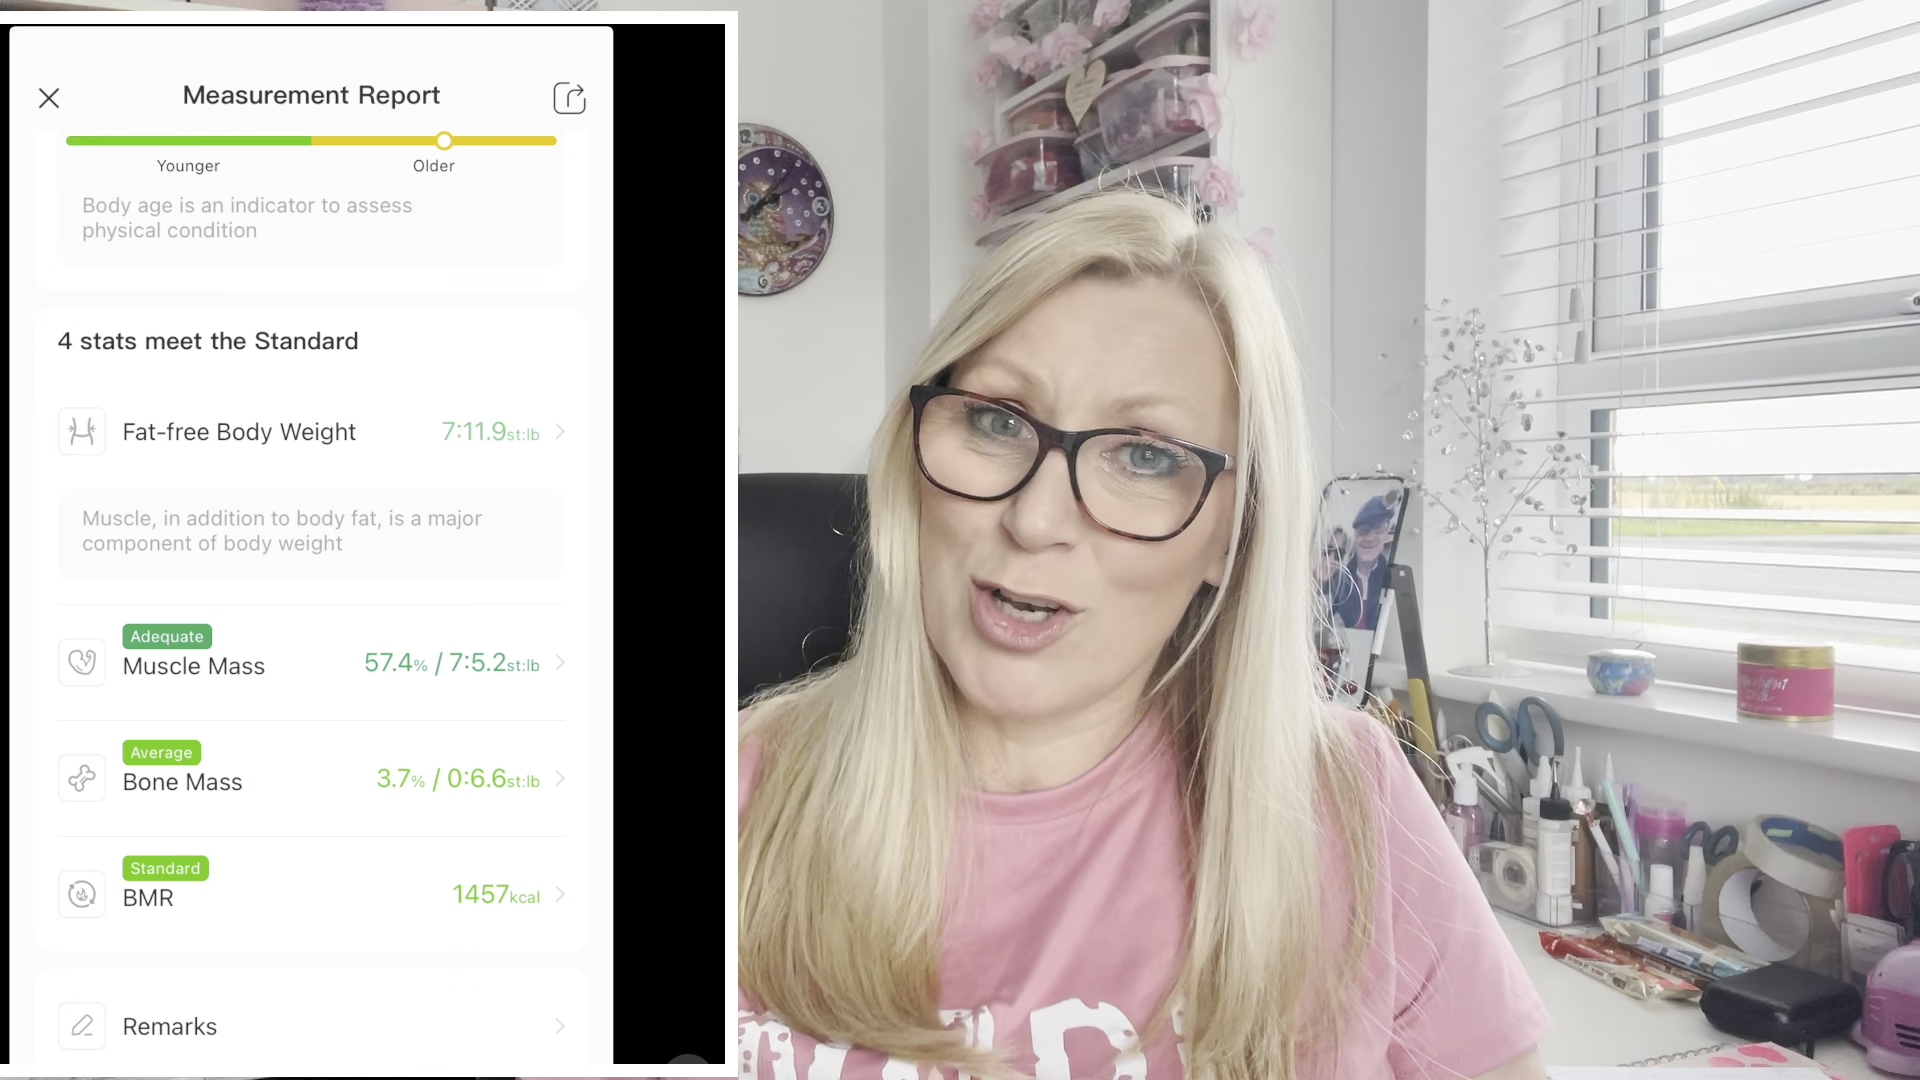 Measurement Report
Younger
Older
Body age is an indicator to assess
physical condition
4 stats meet the Standard
Fat-free Body Weight
7:11.9st:lb
Muscle, in addition to body fat, is a major
component of body weight
Adequate
Muscle Mass
57.4% / 7:5.2st:lb
Average
Bone Mass
3.7% / 0:6.6st:lb
Standard
BMR
1457kcal
Remarks
3